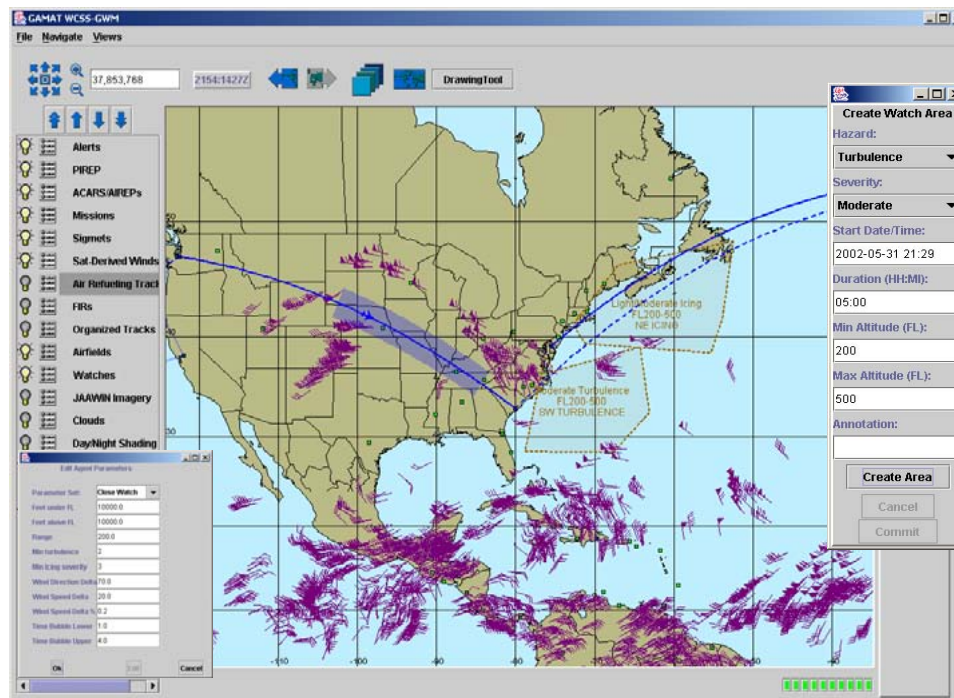 GAMAT WCSS-GWM
File Navigate Views
37,853,768
2154:1427Z
DrawingTool
Alerts
PIREP
ACARS/AIREPs
Missions
Sigmets
Sat-Derived Winds
Air Refueling Track
FIRs
Organized Tracks
Airfields
Watches
JAAWIN Imagery
Clouds
Day/Night Shading
50
40
30
Light/Moderate Icing
FL200-500
NE ICING
Moderate Turbulence
FL200-500
SW TURBULENCE
-110
-90
Create Watch Area
Hazard:
Turbulence
Severity:
Moderate
Start Date/Time:
2002-05-31 21:29
Duration (HH:MI):
05:00
Min Altitude (FL):
200
Max Altitude (FL):
500
Annotation:
Create Area
Cancel
Commit
Edit Agent Parameters
Parameter Set: Close Watch
Feet under FL 10000.0
Feet above FL 10000.0
Range 200.0
Min turbulence 2
Min icing severity 3
Wind Direction Delta 70.0
Wind Speed Delta 20.0
Wind Speed Delta % 0.2
Time Bubble Lower 1.0
Time Bubble Upper 4.0
Ok Edit Cancel